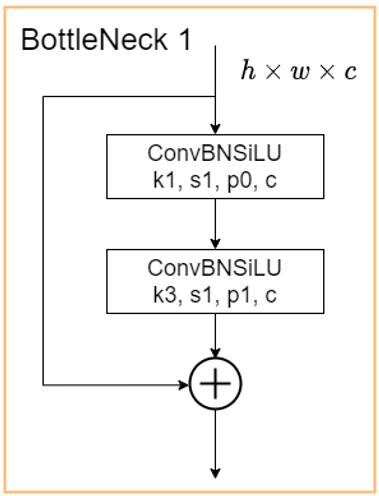 BottleNeck 1
h × w × c
ConvBNSiLU
k1, s1, p0, c
ConvBNSiLU
k3, s1, p1, c
+